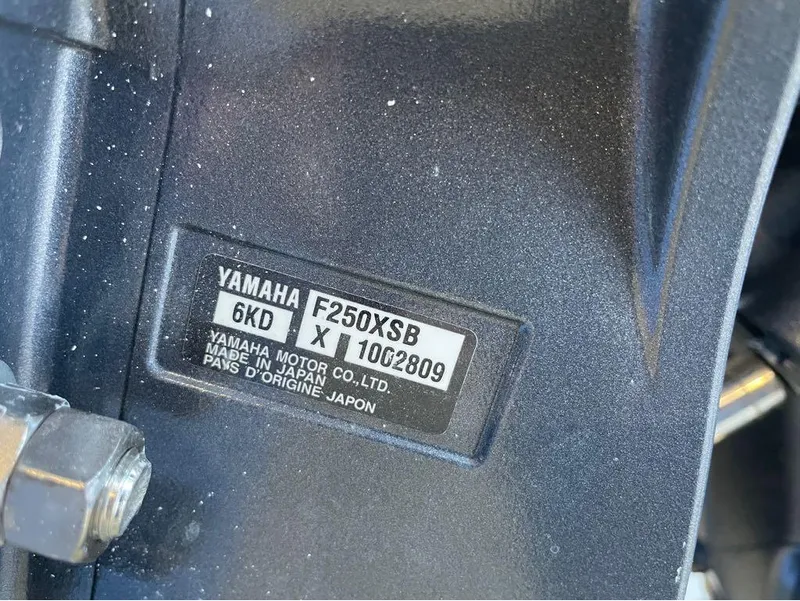 YAMAHA
F250XSB
6KD
X 1002809
YAMAHA MOTOR CO., LTD.
MADE IN JAPAN
PAYS D'ORIGINE JAPON